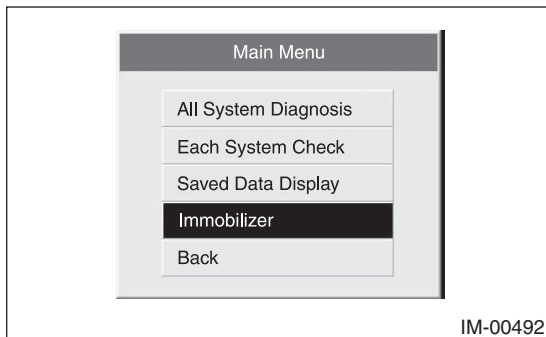 Main Menu
All System Diagnosis
Each System Check
Saved Data Display
Immobilizer
Back
IM-00492